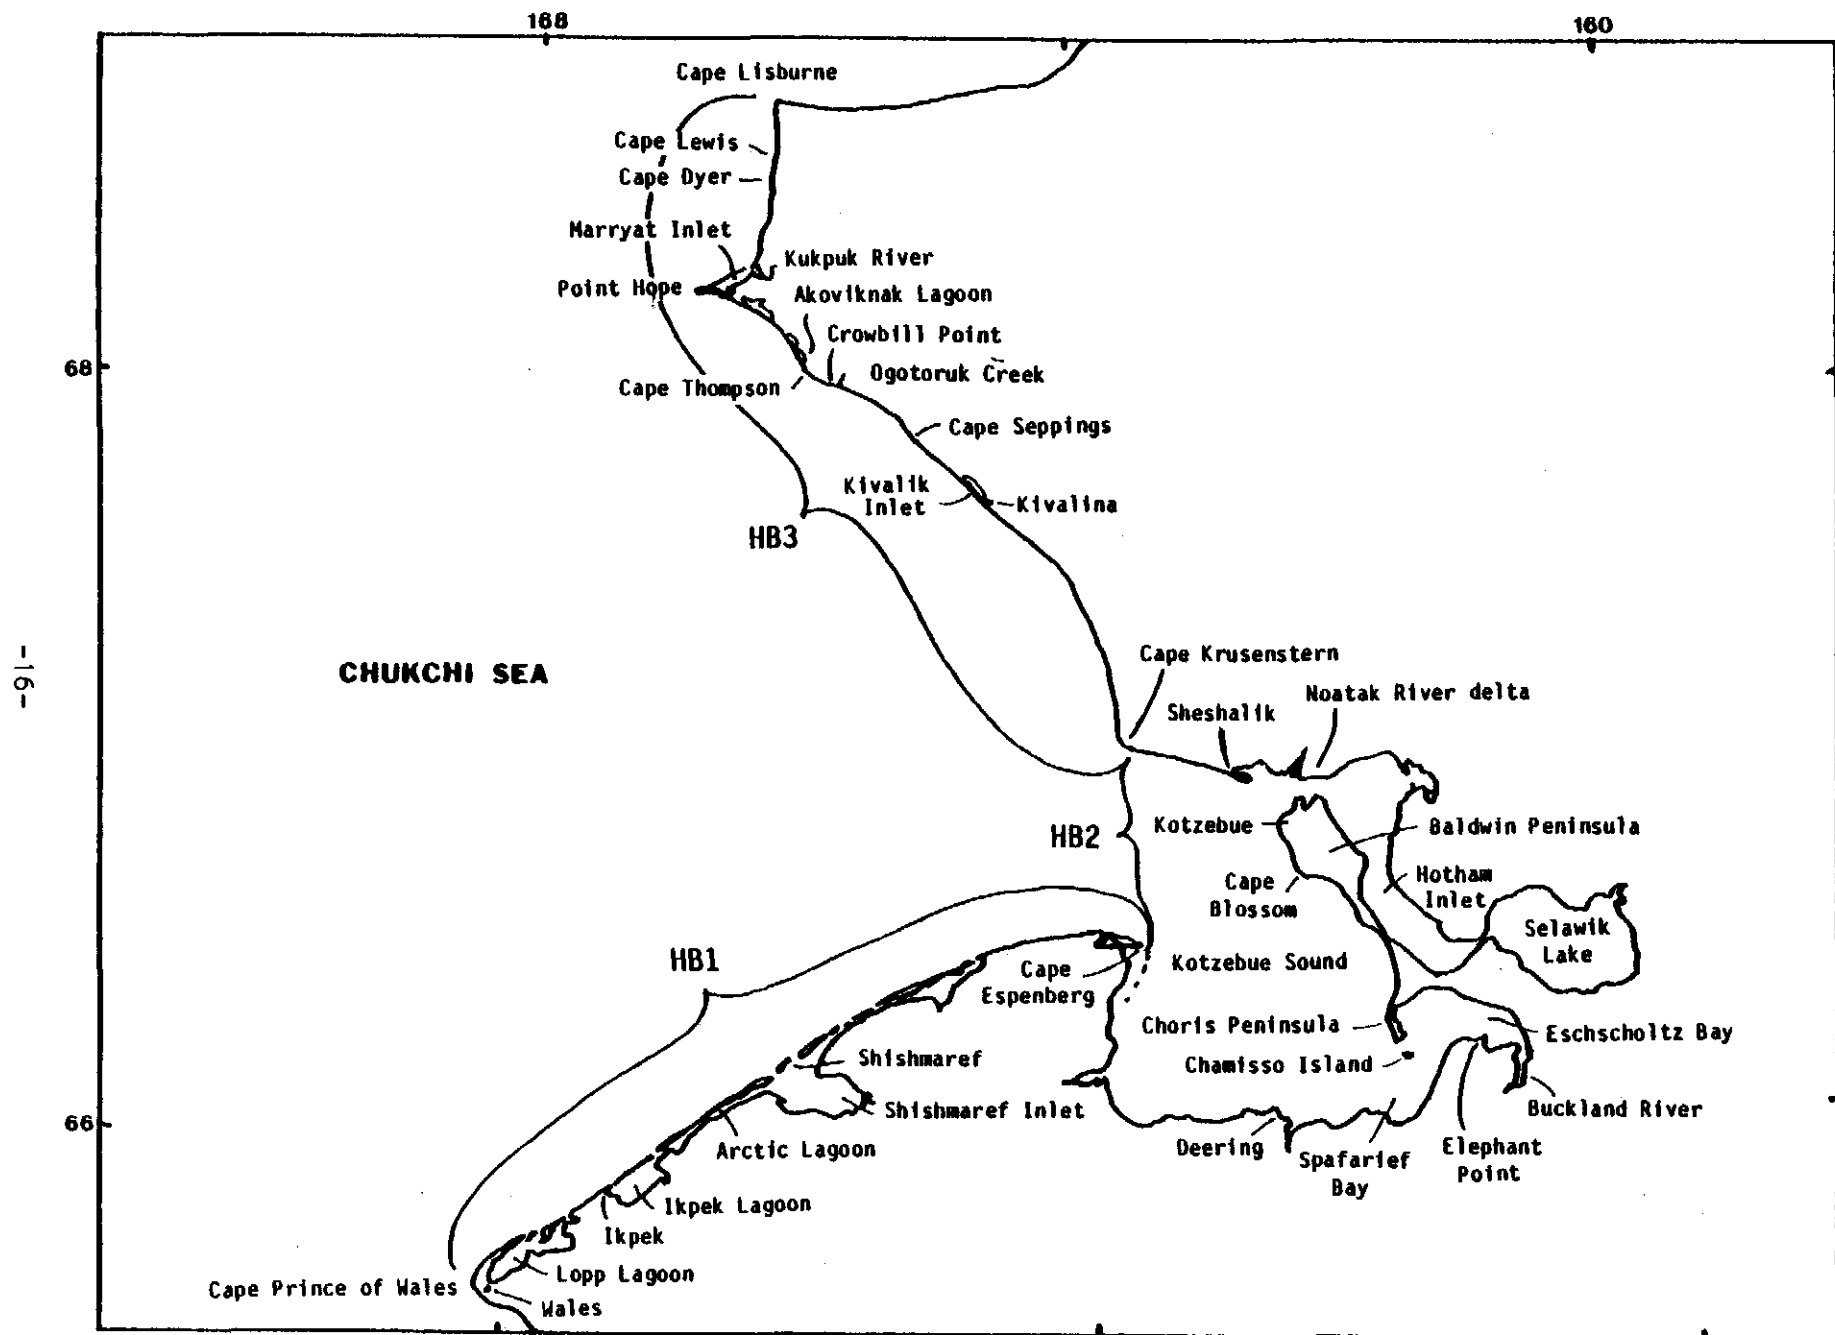 168
160
Cape Lisburne
Cape Lewis
Cape Dyer
Marryat Inlet
Kukpuk River
Point Hope
Akoviknak Lagoon
Crowbill Point
68
Ogotoruk Creek
Cape Thompson
Cape Seppings
Kivalik
Inlet
Kivalina
HB3
-16-
CHUKCHI SEA
Cape Krusenstern
Noatak River delta
Sheshalik
HB2
Kotzebue
Baldwin Peninsula
Cape
Blossom
Hotham
Inlet
Selawik
Lake
HB1
Cape
Espenberg
Kotzebue Sound
Choris Peninsula
Eschscholtz Bay
Shishmaref
Chamisso Island
Shishmaref Inlet
Buckland River
66
Arctic Lagoon
Deering
Spafarief
Bay
Elephant
Point
Ikpek Lagoon
Ikpek
Lopp Lagoon
Cape Prince of Wales
Wales